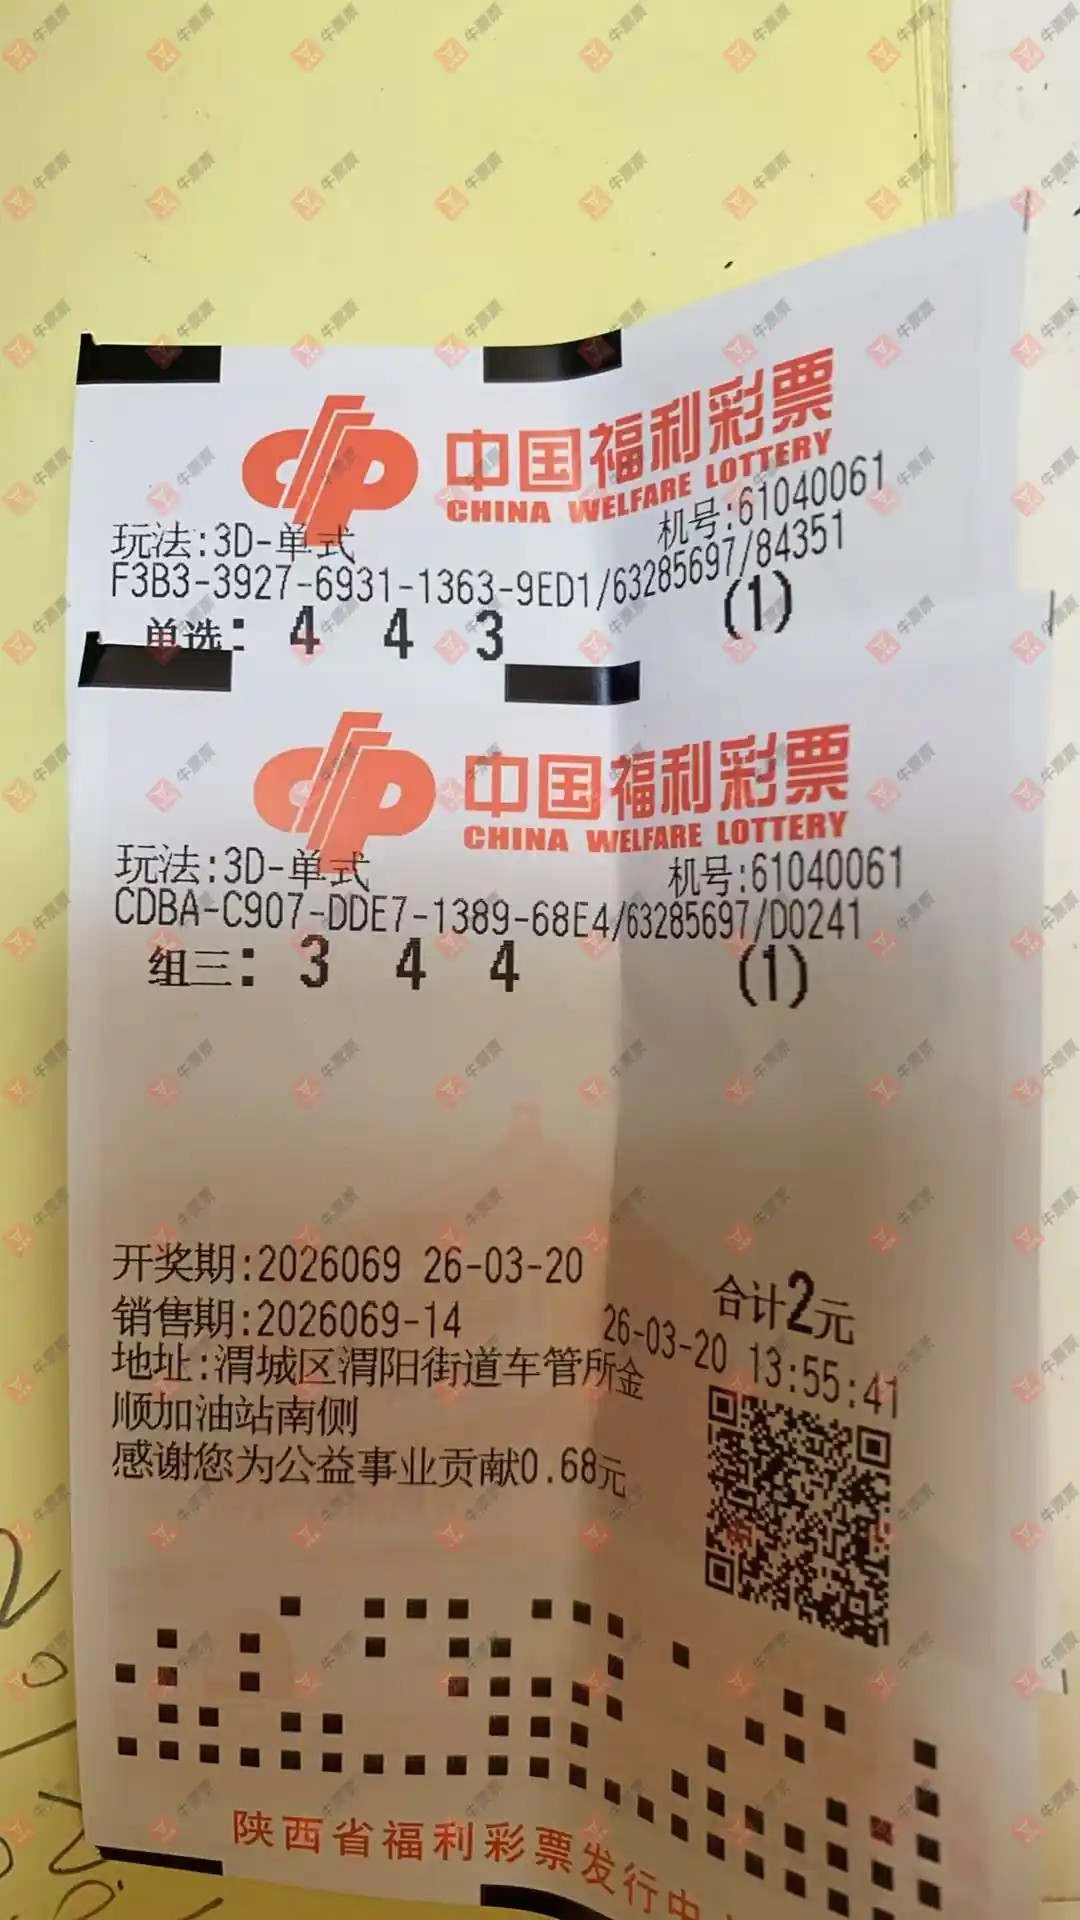 中国福利彩票
CHINA WELFARE LOTTERY
玩法:3D-单式 机号:61040061
F3B3-3927-6931-1363-9ED1/63285697/84351
单选: 4 4 3 (1)
中国福利彩票
CHINA WELFARE LOTTERY
玩法:3D-单式 机号:61040061
CDBA-C907-DDE7-1389-68E4/63285697/D0241
组三: 3 4 4 (1)
开奖期:2026069 26-03-20 合计2元
销售期:2026069-14 26-03-20 13:55:41
地址:渭城区渭阳街道车管所金
顺加油站南侧
感谢您为公益事业贡献0.68元
陕西省福利彩票发行中
牛票票